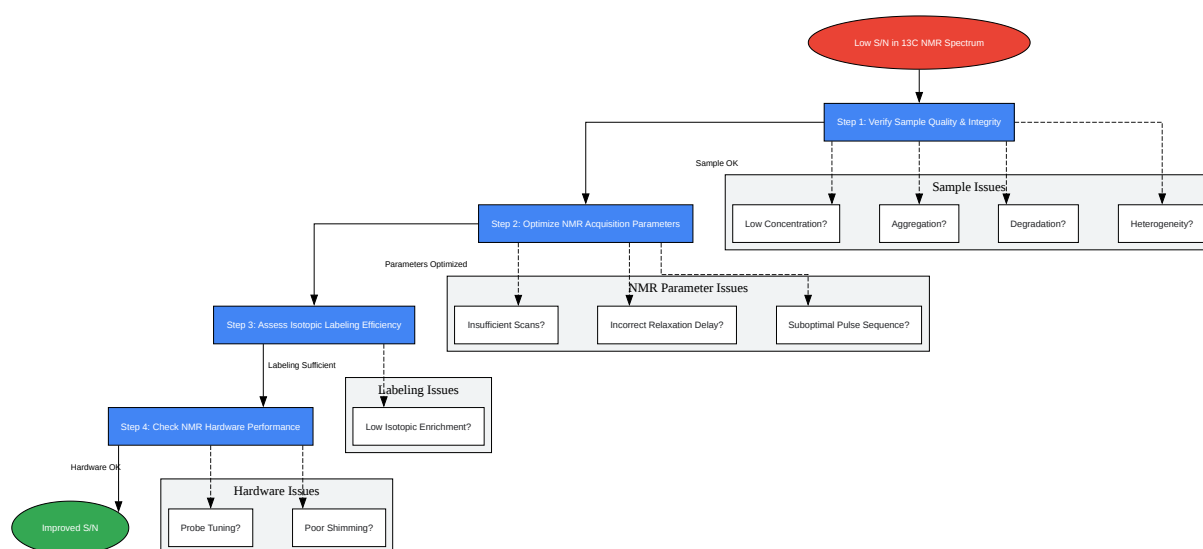 Low S/N in 13C NMR Spectrum
Step 1: Verify Sample Quality & Integrity
Sample OK
Sample Issues
Low Concentration?
Aggregation?
Degradation?
Heterogeneity?
Step 2: Optimize NMR Acquisition Parameters
Parameters Optimized
NMR Parameter Issues
Insufficient Scans?
Incorrect Relaxation Delay?
Suboptimal Pulse Sequence?
Step 3: Assess Isotopic Labeling Efficiency
Labeling Sufficient
Labeling Issues
Low Isotopic Enrichment?
Step 4: Check NMR Hardware Performance
Hardware OK
Hardware Issues
Probe Tuning?
Poor Shimming?
Improved S/N